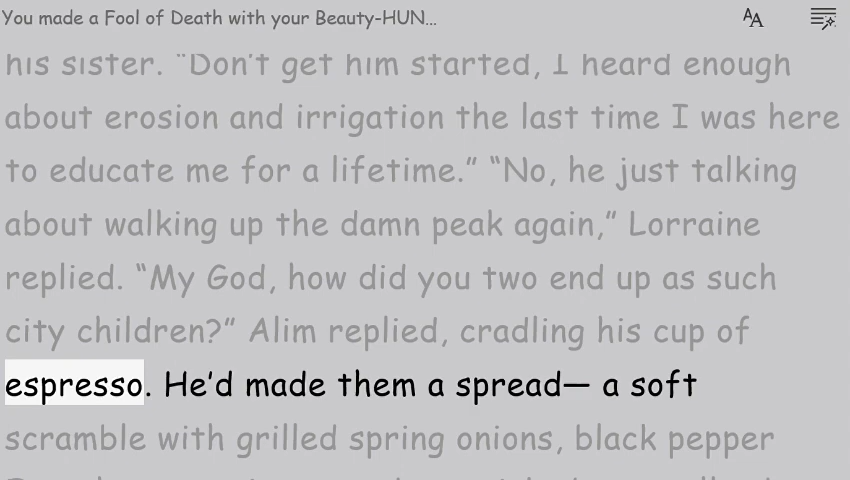 You made a Fool of Death with your Beauty-HUN...
his sister. “Don’t get him started, I heard enough
about erosion and irrigation the last time I was here
to educate me for a lifetime.” “No, he just talking
about walking up the damn peak again,” Lorraine
replied. “My God, how did you two end up as such
city children?” Alim replied, cradling his cup of
espresso. He’d made them a spread— a soft
scramble with grilled spring onions, black pepper